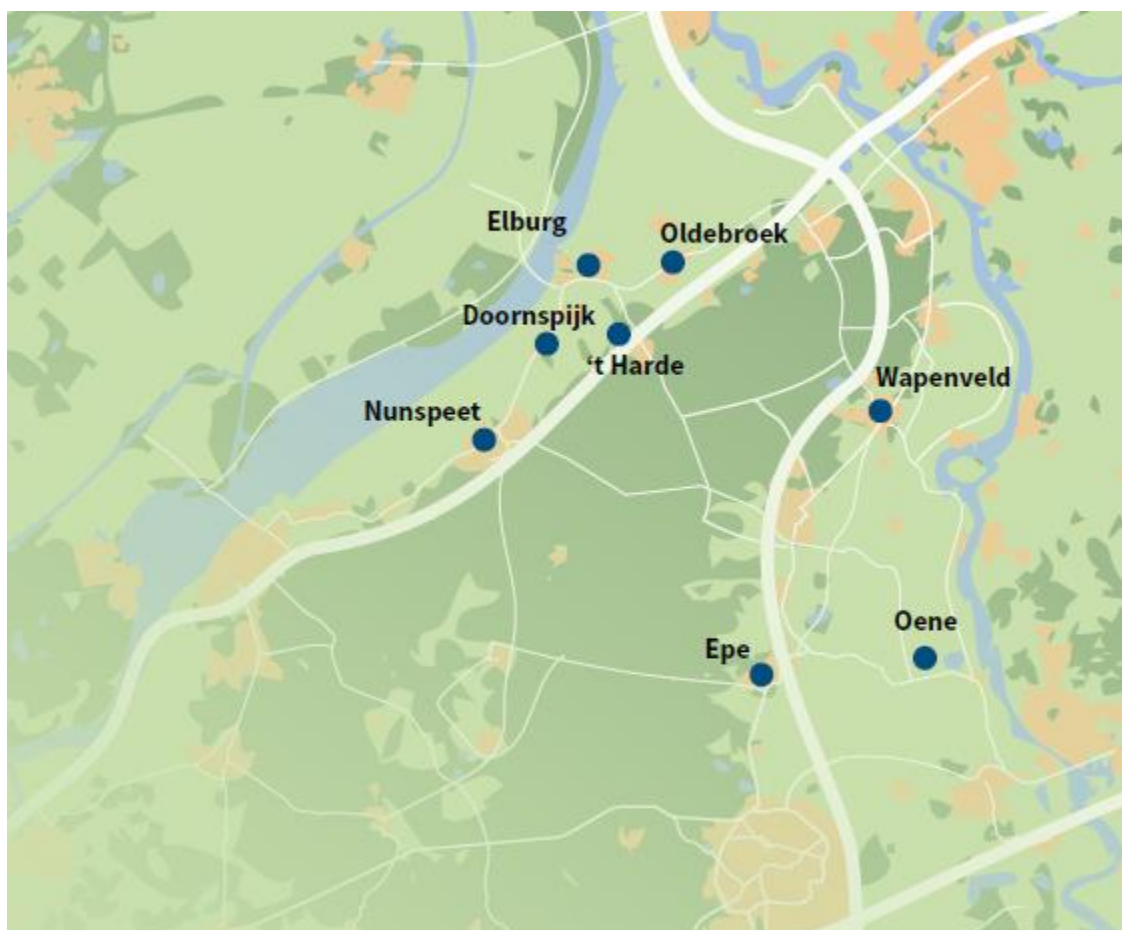 Elburg
Oldebroek
Doornspijk
‘t Harde
Wapenveld
Nunspeet
Oene
Epe